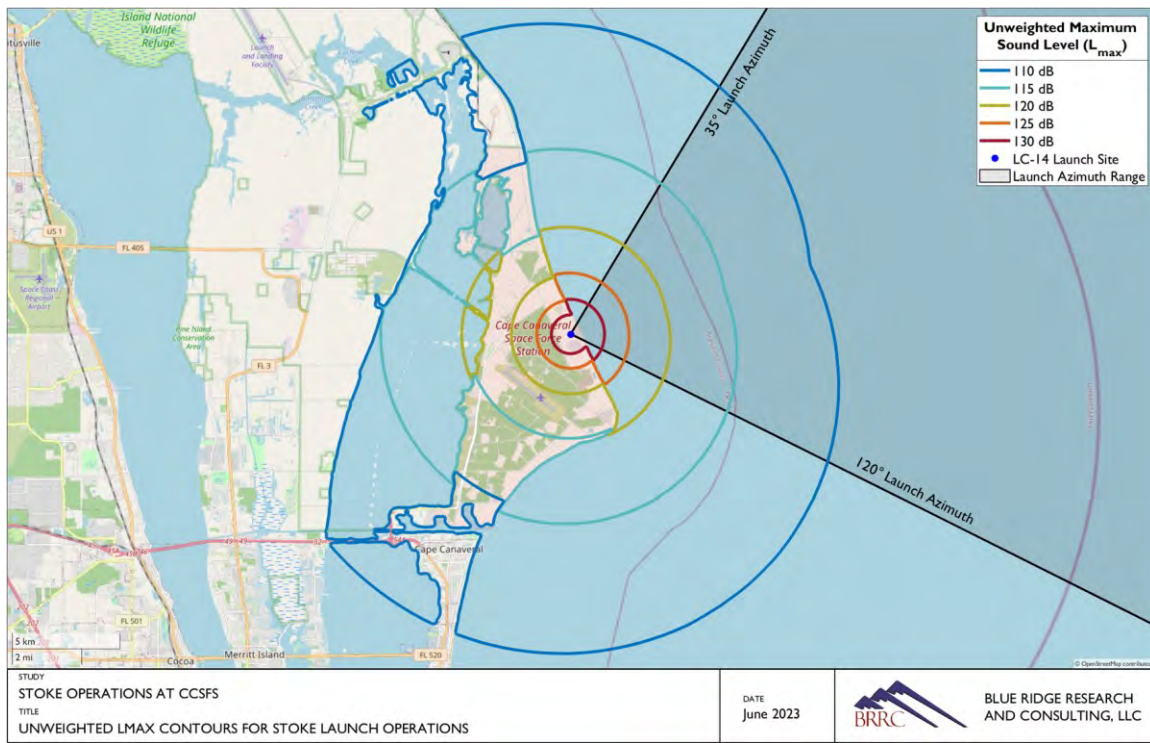 Island National
Wildlife
Refuge
Launch
and Landing
Facility
itusville
Unweighted Maximum
Sound Level (Lmax)
110 dB
115 dB
120 dB
125 dB
130 dB
LC-14 Launch Site
Launch Azimuth Range
35° Launch Azimuth
US 1
FL 405
Space Coast
Regional
Airport
Pine Island
Conservation
Area
FL 3
Cape Canaveral
Space Force
Station
120° Launch Azimuth
Cape Canaveral
FL 501
5 km
2 mi
Cocoa
Merritt Island
FL 520
© OpenStreetMap contributors
STUDY
STOKE OPERATIONS AT CCSFS
TITLE
UNWEIGHTED LMAX CONTOURS FOR STOKE LAUNCH OPERATIONS
DATE
June 2023
BRRC
BLUE RIDGE RESEARCH
AND CONSULTING, LLC